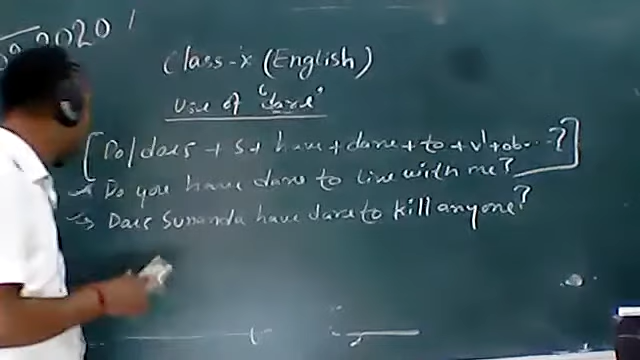 2020
Class-X (English)
Use of "dare"
[Do/does + S + have + dare + to + V¹ + ob...?]
→ Do you have dare to live with me?
→ Does Sunanda have dare to kill anyone?